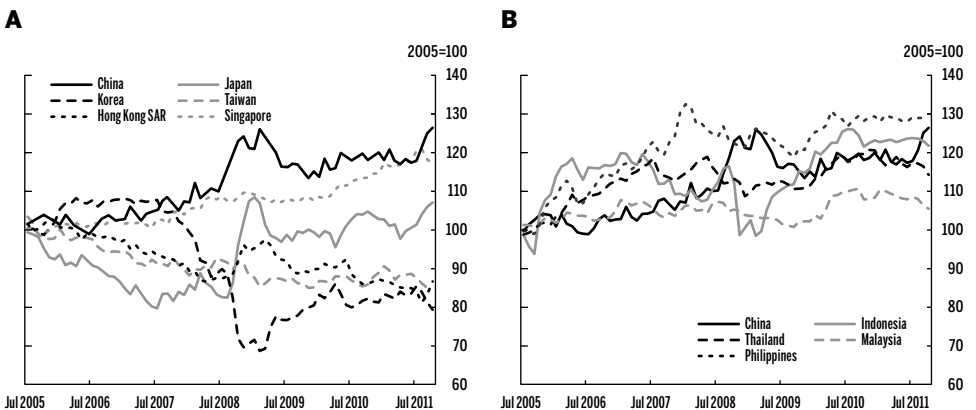 A
2005=100
China
Japan
Korea
Taiwan
Hong Kong SAR
Singapore
140
130
120
110
100
90
80
70
60
Jul 2005 Jul 2006 Jul 2007 Jul 2008 Jul 2009 Jul 2010 Jul 2011
B
2005=100
140
130
120
110
100
90
80
70
60
China
Indonesia
Thailand
Malaysia
Philippines
Jul 2005 Jul 2006 Jul 2007 Jul 2008 Jul 2009 Jul 2010 Jul 2011